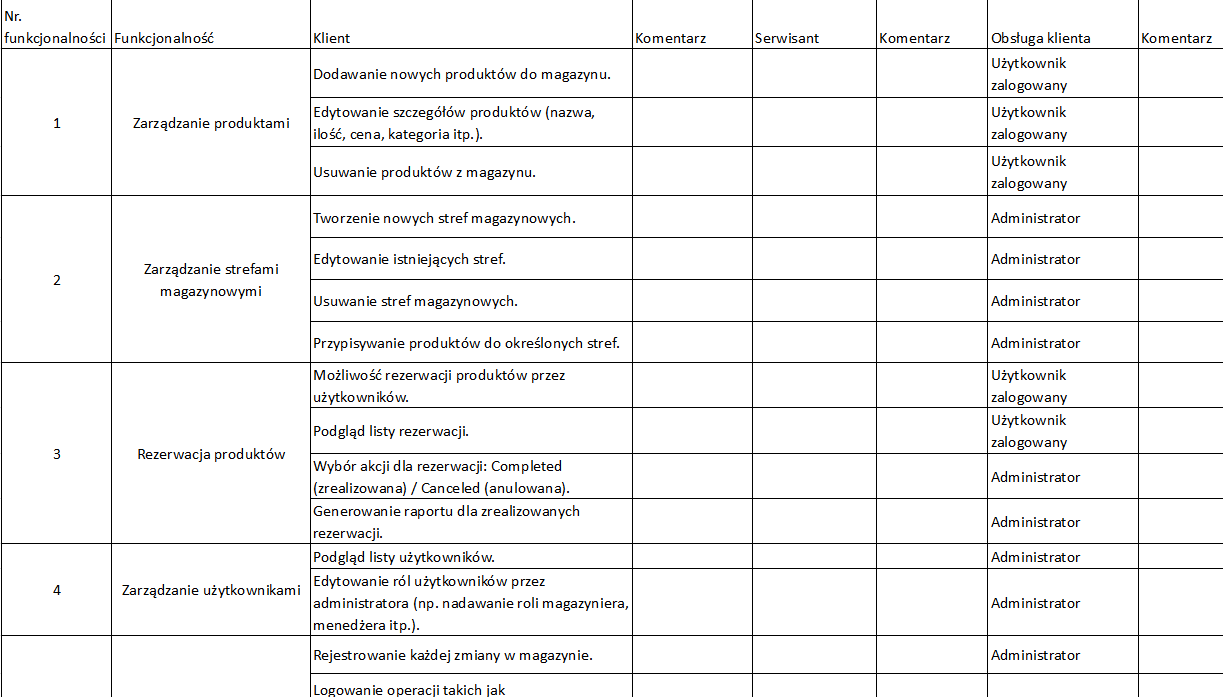 Nr.
funkcjonalności Funkcjonalność Klient Komentarz Serwisant Komentarz Obsługa klienta Komentarz
1 Zarządzanie produktami
Dodawanie nowych produktów do magazynu.
Użytkownik
zalogowany
Edytowanie szczegółów produktów (nazwa,
ilość, cena, kategoria itp.).
Użytkownik
zalogowany
Usuwanie produktów z magazynu.
Użytkownik
zalogowany
2
Zarządzanie strefami
magazynowymi
Tworzenie nowych stref magazynowych. Administrator
Edytowanie istniejących stref. Administrator
Usuwanie stref magazynowych. Administrator
Przypisywanie produktów do określonych stref. Administrator
3 Rezerwacja produktów
Możliwość rezerwacji produktów przez
użytkowników.
Użytkownik
zalogowany
Podgląd listy rezerwacji.
Użytkownik
zalogowany
Wybór akcji dla rezerwacji: Completed
(zrealizowana) / Canceled (anulowana).
Administrator
Generowanie raportu dla zrealizowanych
rezerwacji.
Administrator
4 Zarządzanie użytkownikami
Podgląd listy użytkowników. Administrator
Edytowanie ról użytkowników przez
administratora (np. nadawanie roli magazyniera,
menedżera itp.).
Administrator
Rejestrowanie każdej zmiany w magazynie. Administrator
Logowanie operacji takich jak